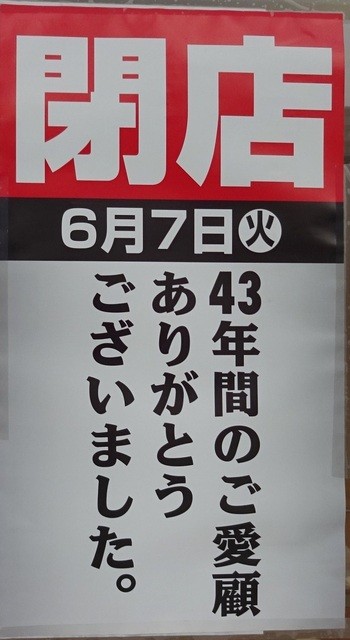 閉店
6月7日㊋
43年間のご愛顧
ありがとう
ございました。